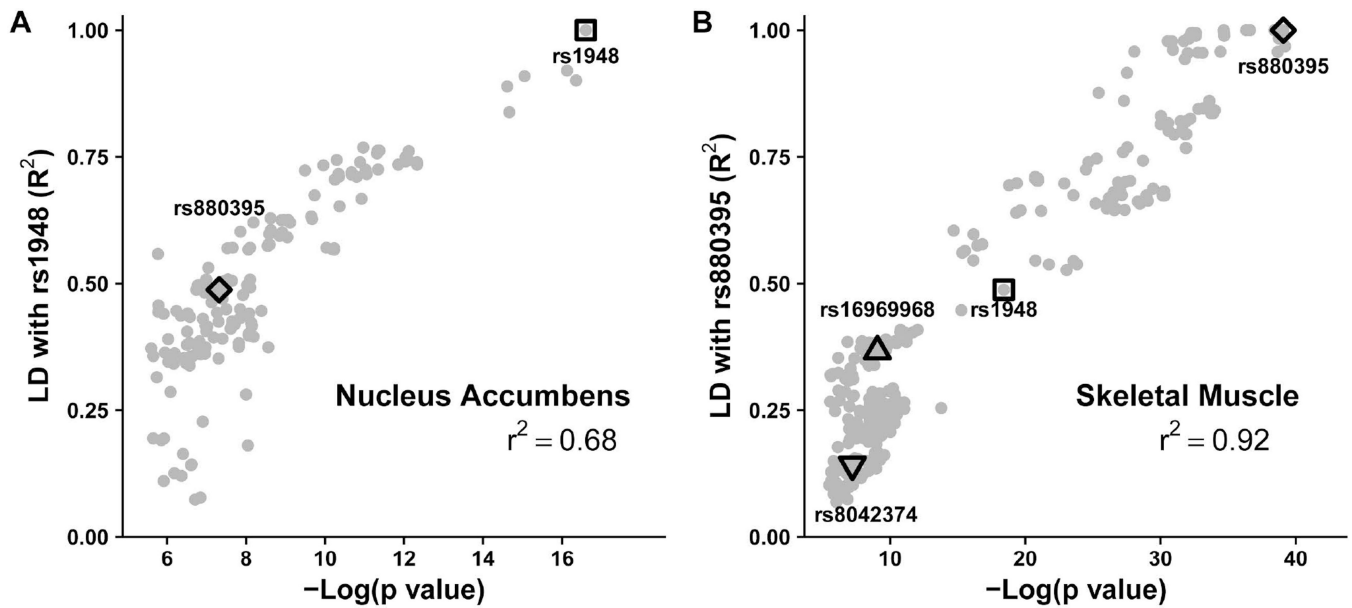 A
LD with rs1948 (R²)
1.00
0.75
0.50
0.25
0.00
rs1948
rs880395
Nucleus Accumbens
r² = 0.68
6 8 10 12 14 16
−Log(p value)
B
LD with rs880395 (R²)
1.00
0.75
0.50
0.25
0.00
rs880395
rs16969968
rs1948
Skeletal Muscle
r² = 0.92
rs8042374
10 20 30 40
−Log(p value)